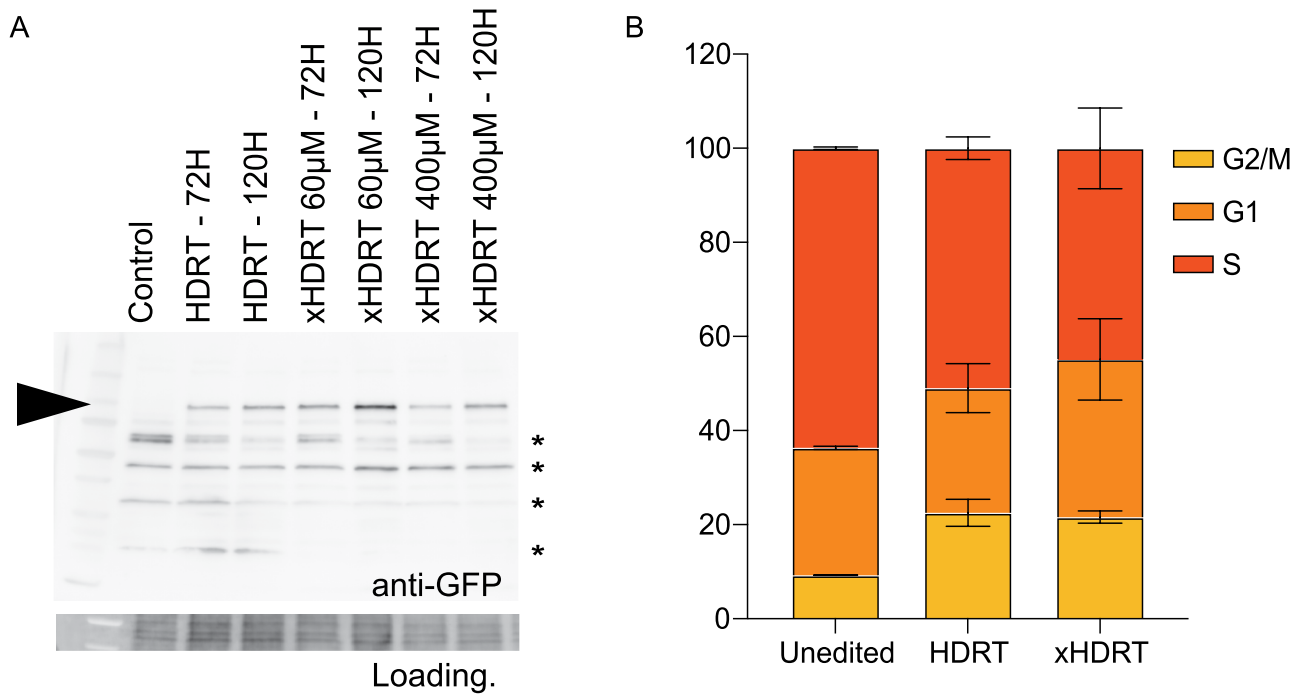 A
Control
HDRT - 72H
HDRT - 120H
xHDRT 60µM - 72H
xHDRT 60µM - 120H
xHDRT 400µM - 72H
xHDRT 400µM - 120H
*
*
*
*
anti-GFP
Loading.
B
120
100
80
60
40
20
0
Unedited
HDRT
xHDRT
G2/M
G1
S